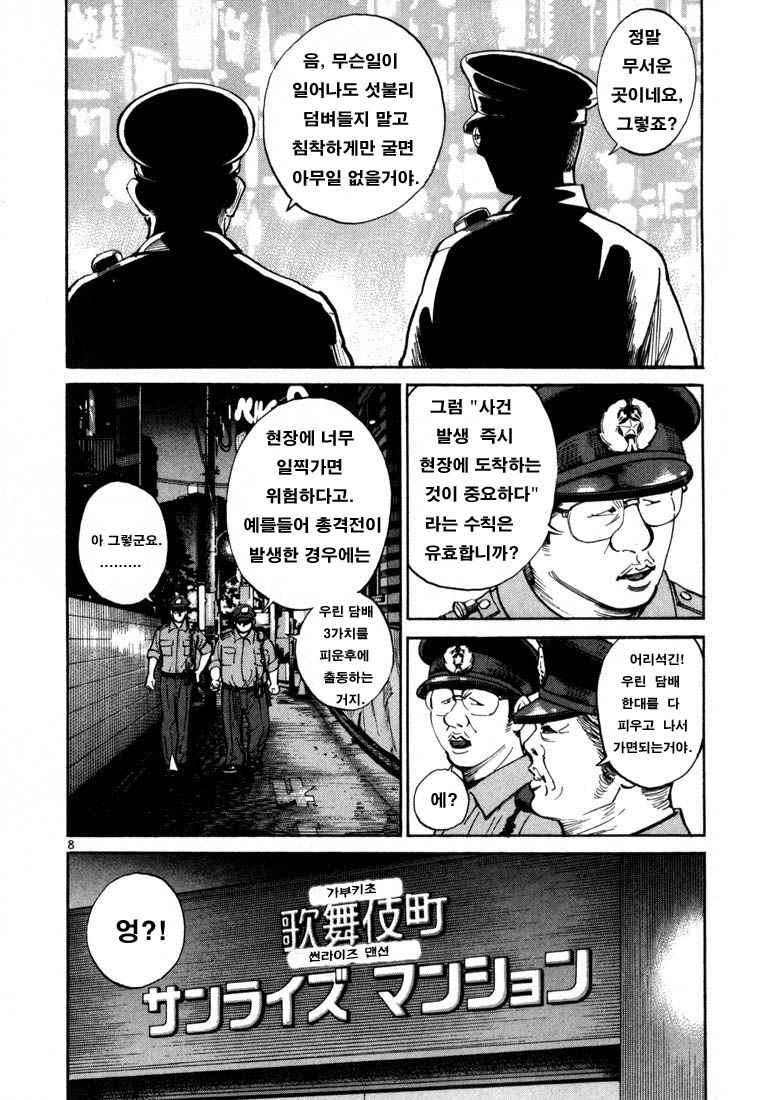 정말
무서운
곳이네요,
그렇죠?
음, 무슨일이
일어나도 섯불리
덤벼들지 말고
침착하게만 굴면
아무일 없을거야.
그럼 "사건
발생 즉시
현장에 도착하는
것이 중요하다"
라는 수칙은
유효합니까?
어리석긴!
우린 담배
한대를 다
피우고 나서
가면되는거야.
에?
현장에 너무
일찍가면
위험하다고.
예를들어 총격전이
발생한 경우에는
우린 담배
3가치를
피운후에
출동하는
거지.
아 그렇군요.
.........
8
엉?!
가부키쵸
歌舞伎町
썬라이즈 맨션
サンライズ マンション